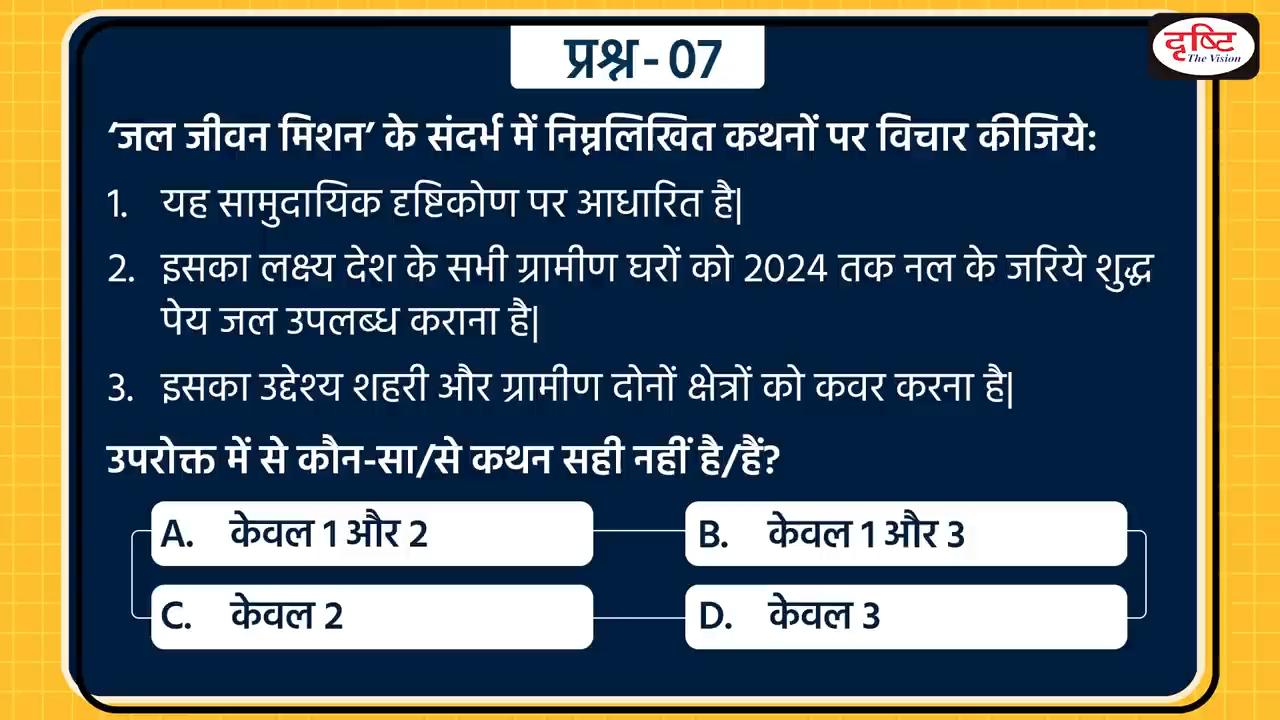 प्रश्न- 07
दृष्टि
The Vision
‘जल जीवन मिशन’ के संदर्भ में निम्नलिखित कथनों पर विचार कीजिये:
1. यह सामुदायिक दृष्टिकोण पर आधारित है|
2. इसका लक्ष्य देश के सभी ग्रामीण घरों को 2024 तक नल के जरिये शुद्ध
पेय जल उपलब्ध कराना है|
3. इसका उद्देश्य शहरी और ग्रामीण दोनों क्षेत्रों को कवर करना है|
उपरोक्त में से कौन-सा/से कथन सही नहीं है/हैं?
A. केवल 1 और 2
B. केवल 1 और 3
C. केवल 2
D. केवल 3